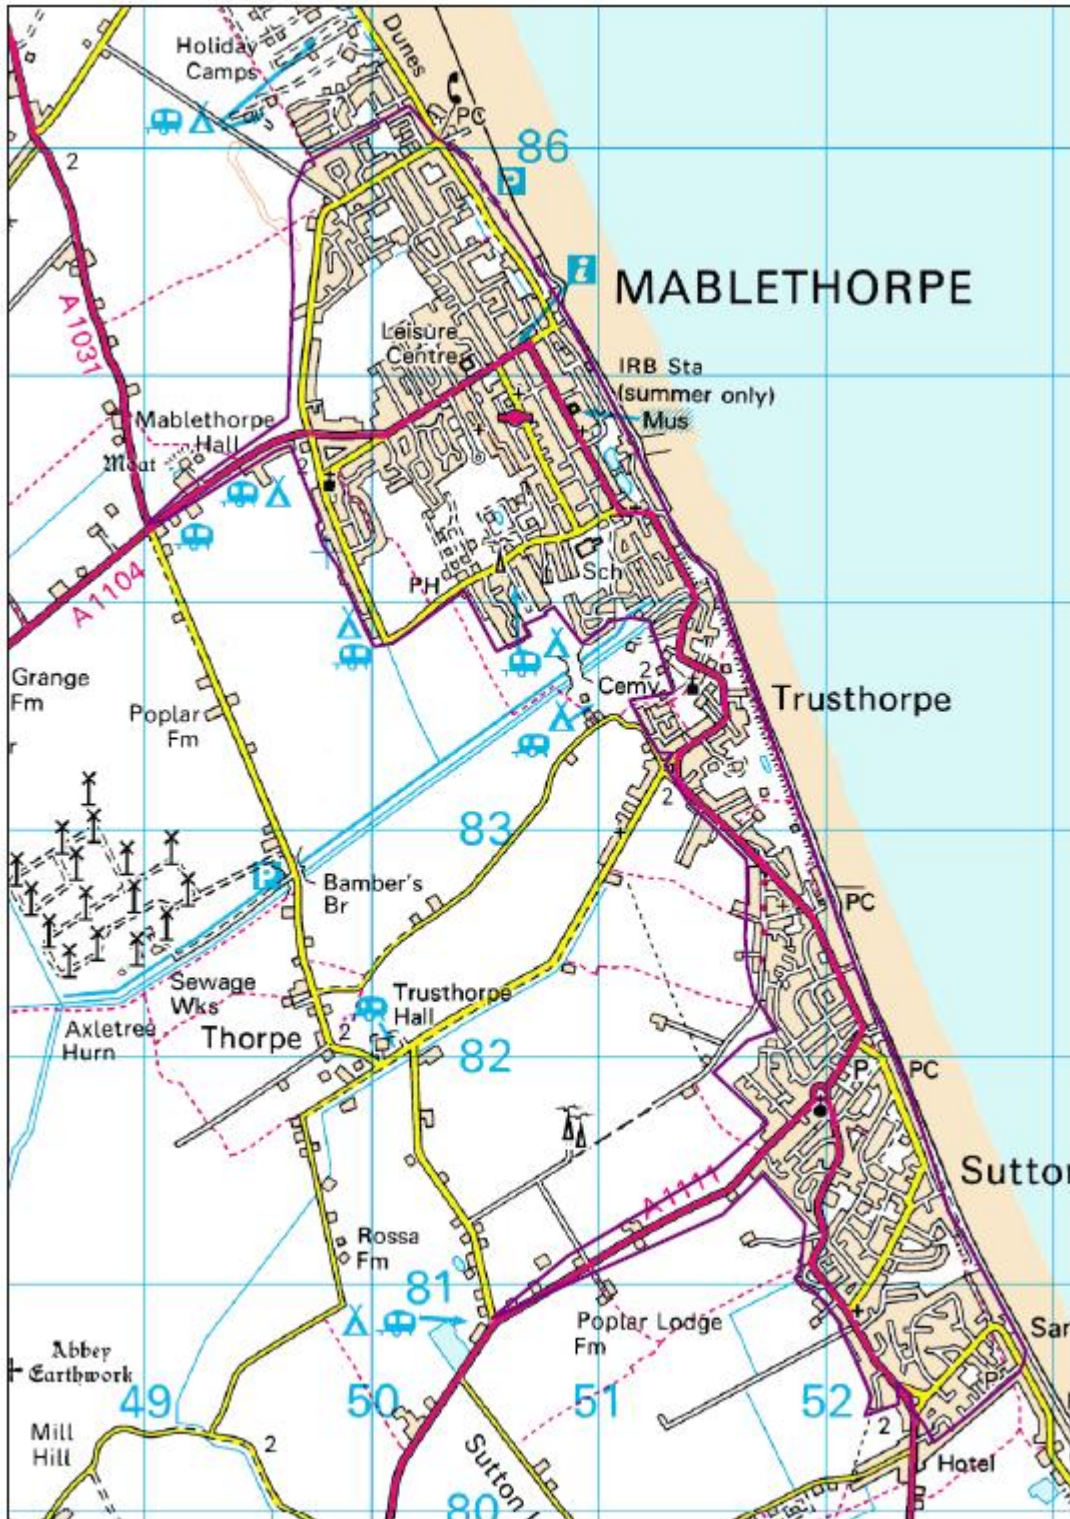 Holiday
Camps
Dunes
PC
86
P
2
i
MABLETHORPE
A1031
Leisure
Centre
IRB Sta
(summer only)
Mus
Mablethorpe
Hall
Moat
2
A1104
PH
Sch
Grange
Fm
Poplar
Fm
r
2
Cemy
Trusthorpe
2
83
P
Bamber's
Br
PC
Sewage
Wks
Trusthorpe
Hall
Axletree
Hurn
Thorpe
2
82
P
PC
A1111
Sutton
Rossa
Fm
81
Poplar Lodge
Fm
San
Abbey
Earthwork
P
49
50
51
52
Mill
Hill
2
2
Sutton
Hotel
80